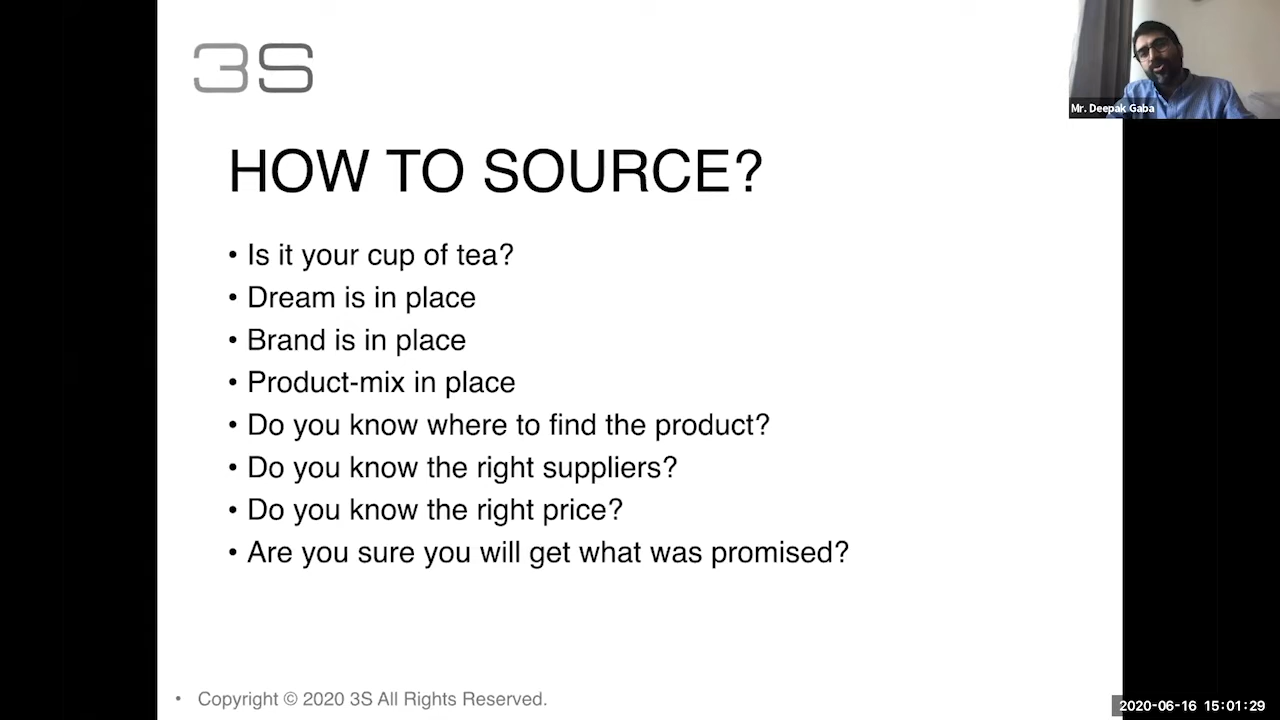 3S
Mr. Deepak Gaba
HOW TO SOURCE?
• Is it your cup of tea?
• Dream is in place
• Brand is in place
• Product-mix in place
• Do you know where to find the product?
• Do you know the right suppliers?
• Do you know the right price?
• Are you sure you will get what was promised?
• Copyright © 2020 3S All Rights Reserved.
2020-06-16 15:01:29